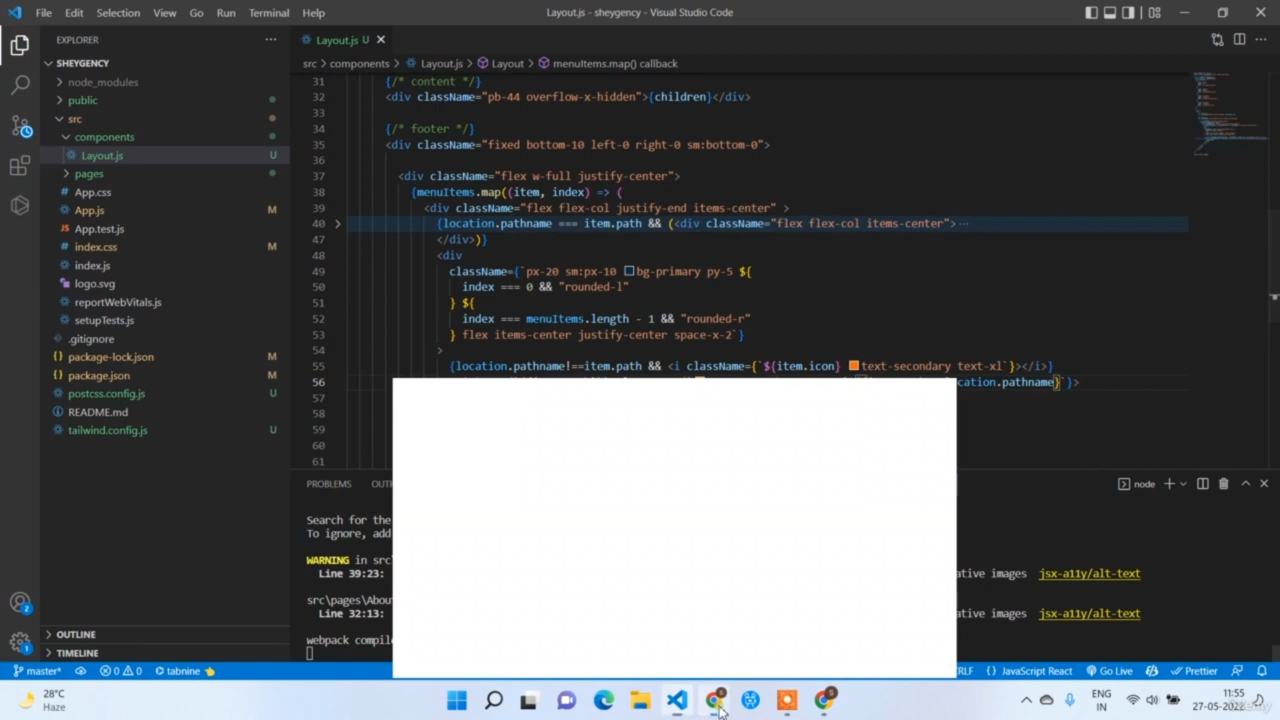 File Edit Selection View Go Run Terminal Help
Layout.js - sheygency - Visual Studio Code
EXPLORER
SHEYGENCY
node_modules
public
src
components
Layout.js U
pages
App.css
App.js M
App.test.js
index.css M
index.js
logo.svg
reportWebVitals.js
setupTests.js
.gitignore
package-lock.json M
package.json M
postcss.config.js U
README.md
tailwind.config.js U
OUTLINE
TIMELINE
Layout.js U
src > components > Layout.js > Layout > menuItems.map() callback
31 {/* content */}
32 <div className="pb-44 overflow-x-hidden">{children}</div>
33
34 {/* footer */}
35 <div className="fixed bottom-10 left-0 right-0 sm:bottom-0">
36
37 <div className="flex w-full justify-center">
38 {menuItems.map((item, index) => (
39 <div className="flex flex-col justify-end items-center" >
40 {location.pathname === item.path && (<div className="flex flex-col items-center"> ···
47 </div>)}
48 <div
49 className={`px-20 sm:px-10 bg-primary py-5 ${
50 index === 0 && "rounded-l"
51 } ${
52 index === menuItems.length - 1 && "rounded-r"
53 } flex items-center justify-center space-x-2`}
54 >
55 {location.pathname!==item.path && <i className={`${item.icon} text-secondary text-xl`}></i>}
56 ocation.pathname}`}>
57
58
59
60
61
PROBLEMS OUT
node
Search for the
To ignore, add
WARNING in src\
Line 39:23: ative images jsx-a11y/alt-text
src\pages\Abou
Line 32:13: ative images jsx-a11y/alt-text
webpack compil
master* 0 0 tabnine CRLF JavaScript React Go Live Prettier
28°C
Haze
ENG
IN
11:55
27-05-2022